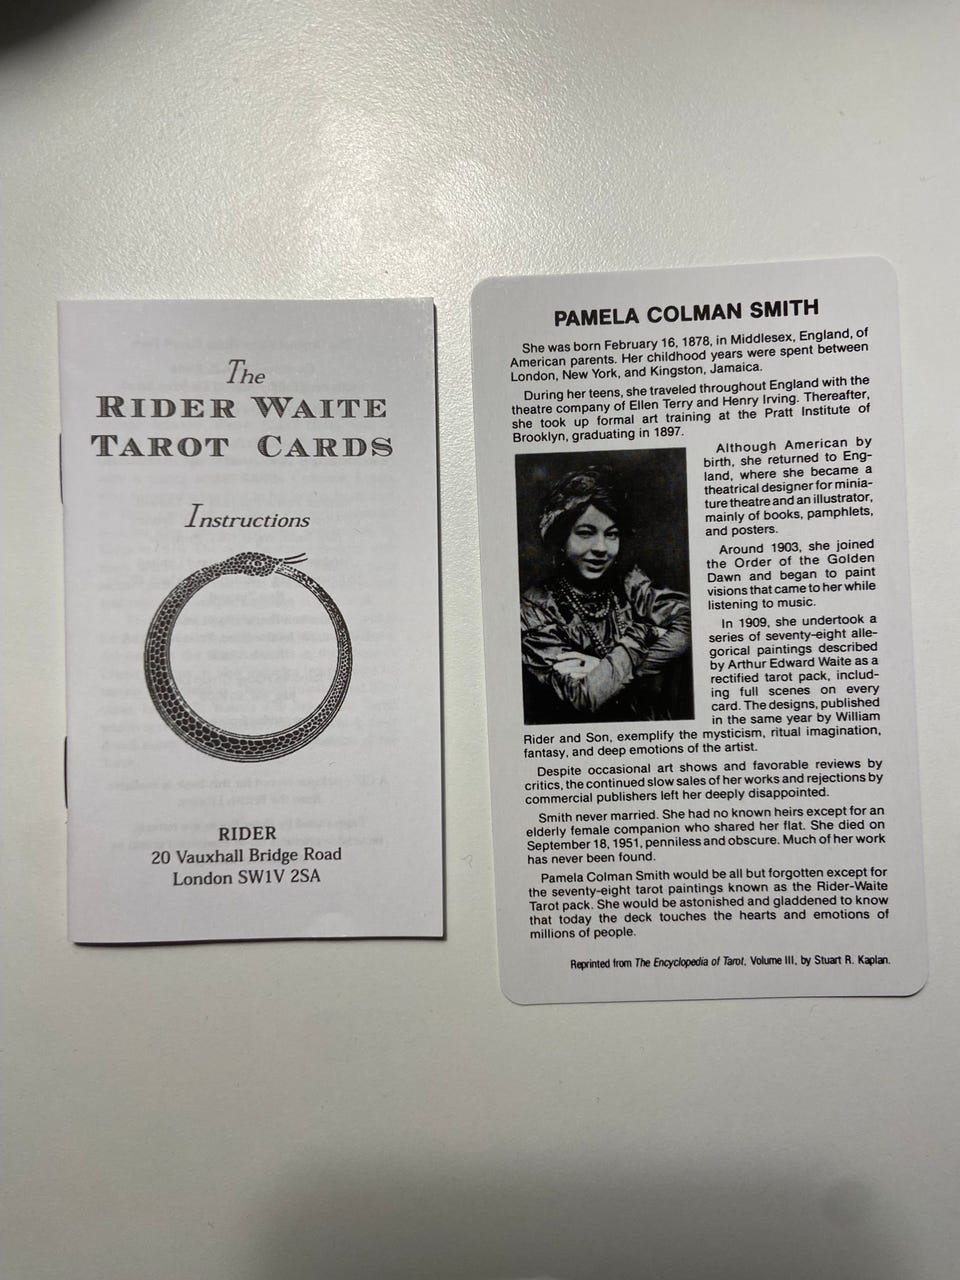 The
RIDER WAITE
TAROT CARDS
Instructions
RIDER
20 Vauxhall Bridge Road
London SW1V 2SA
PAMELA COLMAN SMITH
She was born February 16, 1878, in Middlesex, England, of
American parents. Her childhood years were spent between
London, New York, and Kingston, Jamaica.
During her teens, she traveled throughout England with the
theatre company of Ellen Terry and Henry Irving. Thereafter,
she took up formal art training at the Pratt Institute of
Brooklyn, graduating in 1897.
Although American by
birth, she returned to Eng-
land, where she became a
theatrical designer for minia-
ture theatre and an illustrator,
mainly of books, pamphlets,
and posters.
Around 1903, she joined
the Order of the Golden
Dawn and began to paint
visions that came to her while
listening to music.
In 1909, she undertook a
series of seventy-eight alle-
gorical paintings described
by Arthur Edward Waite as a
rectified tarot pack, includ-
ing full scenes on every
card. The designs, published
in the same year by William
Rider and Son, exemplify the mysticism, ritual imagination,
fantasy, and deep emotions of the artist.
Despite occasional art shows and favorable reviews by
critics, the continued slow sales of her works and rejections by
commercial publishers left her deeply disappointed.
Smith never married. She had no known heirs except for an
elderly female companion who shared her flat. She died on
September 18, 1951, penniless and obscure. Much of her work
has never been found.
Pamela Colman Smith would be all but forgotten except for
the seventy-eight tarot paintings known as the Rider-Waite
Tarot pack. She would be astonished and gladdened to know
that today the deck touches the hearts and emotions of
millions of people.
Reprinted from The Encyclopedia of Tarot, Volume III, by Stuart R. Kaplan.